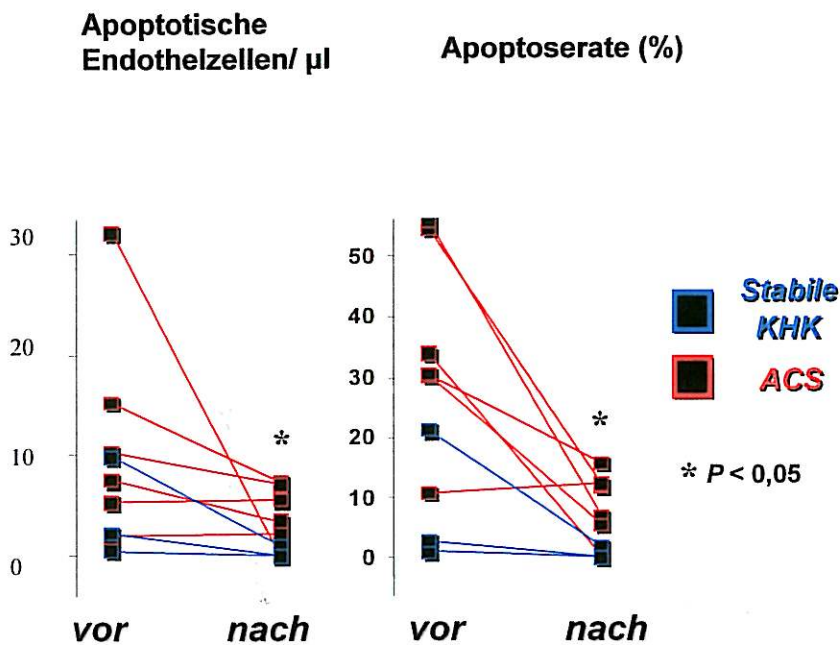 Apoptotische
Endothelzellen/ µl
Apoptoserate (%)
30
20
10
0
50
40
30
20
10
0
*
*
Stabile
KHK
ACS
* P < 0,05
vor nach
vor nach